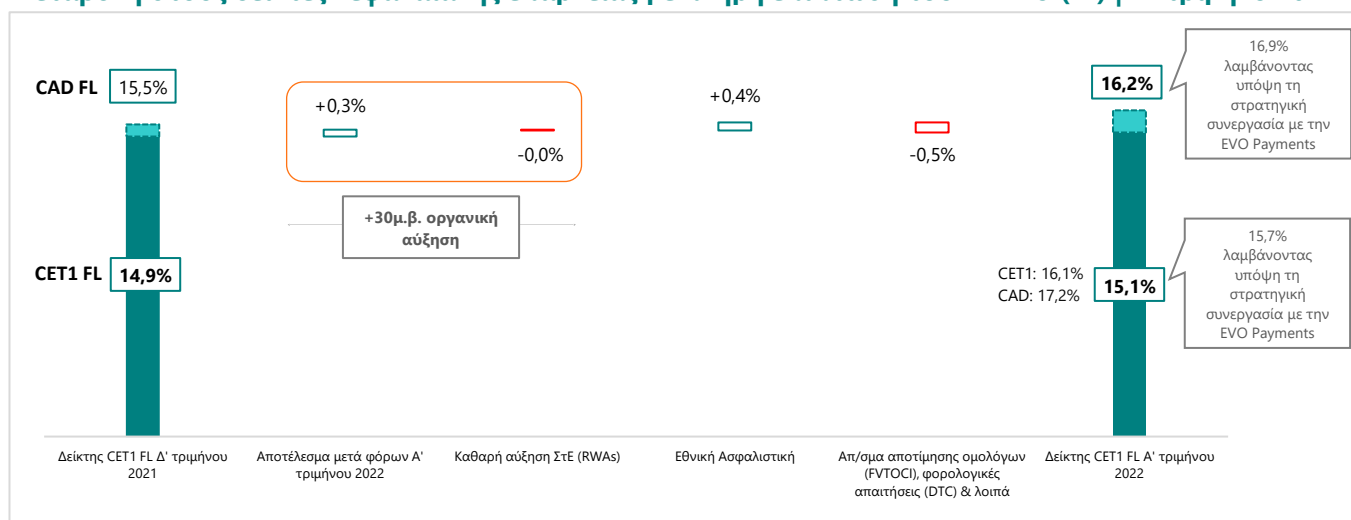 16,9%
λαμβάνοντας
υπόψη τη
στρατηγική
συνεργασία με την
EVO Payments
CAD FL
15,5%
+0,3%
-0,0%
+0,4%
-0,5%
16,2%
+30μ.β. οργανική
αύξηση
CET1 FL
14,9%
CET1: 16,1%
CAD: 17,2%
15,1%
15,7%
λαμβάνοντας
υπόψη τη
στρατηγική
συνεργασία με την
EVO Payments
Δείκτης CET1 FL Δ' τριμήνου
2021
Αποτέλεσμα μετά φόρων Α'
τριμήνου 2022
Καθαρή αύξηση ΣτΕ (RWAs)
Εθνική Ασφαλιστική
Απ/σμα αποτίμησης ομολόγων
(FVTOCI), φορολογικές
απαιτήσεις (DTC) & λοιπά
Δείκτης CET1 FL Α' τριμήνου
2022